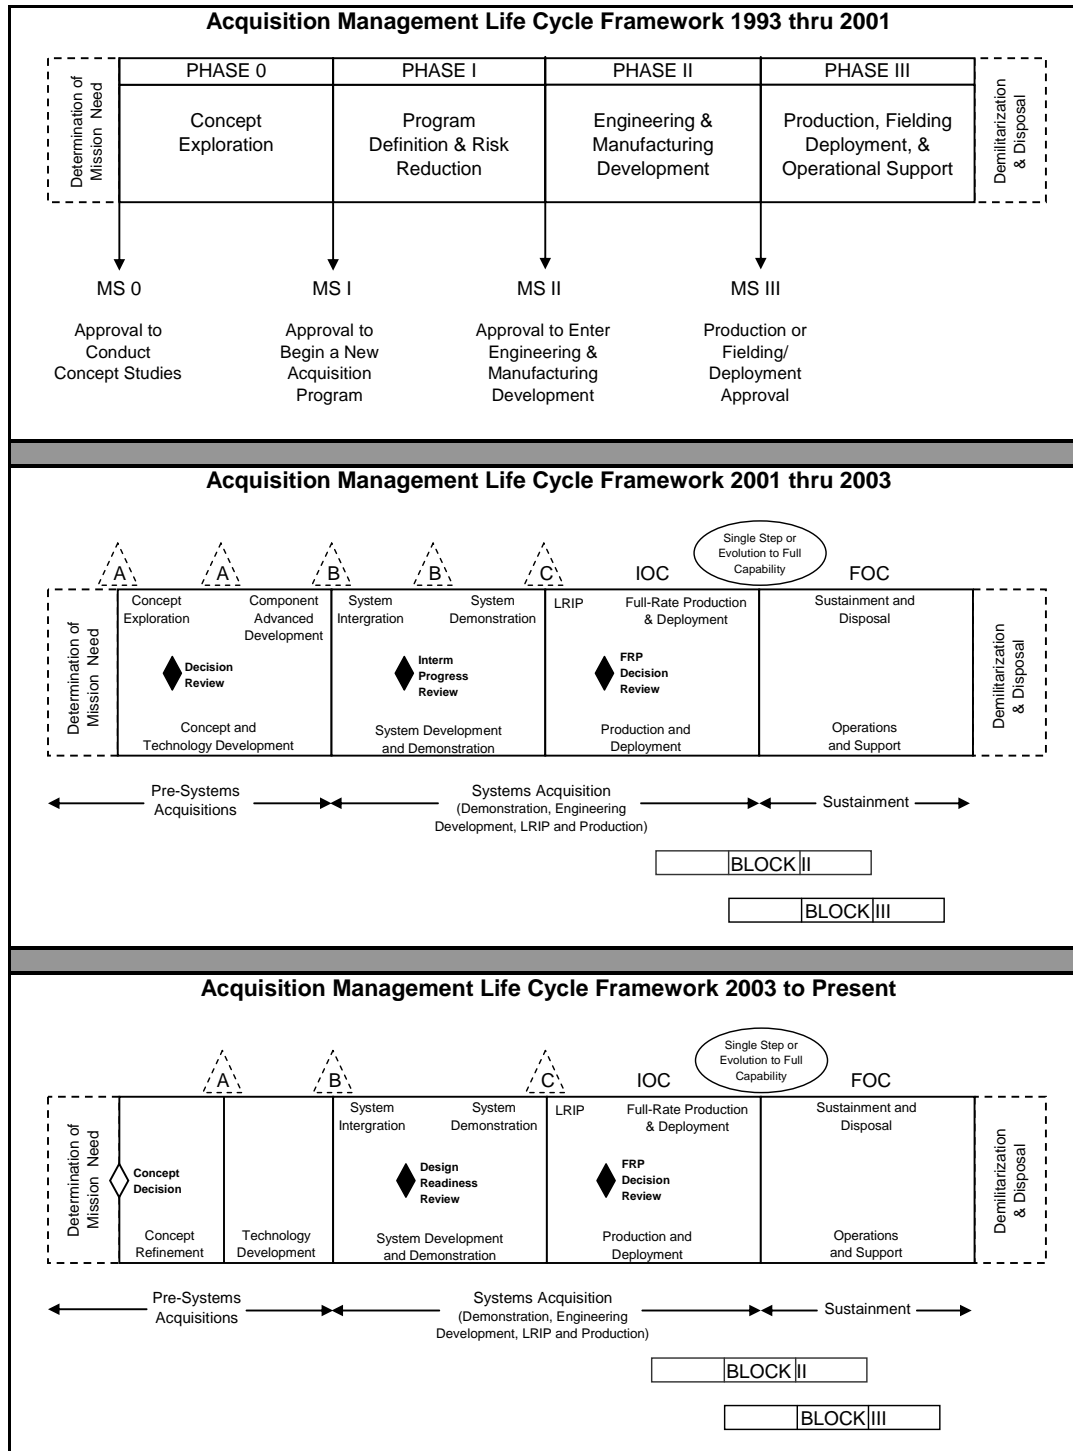 Acquisition Management Life Cycle Framework 1993 thru 2001
Determination of
Mission Need
PHASE 0
PHASE I
PHASE II
PHASE III
Concept
Exploration
Program
Definition & Risk
Reduction
Engineering &
Manufacturing
Development
Production, Fielding
Deployment, &
Operational Support
Demilitarization
& Disposal
MS 0
MS I
MS II
MS III
Approval to
Conduct
Concept Studies
Approval to
Begin a New
Acquisition
Program
Approval to Enter
Engineering &
Manufacturing
Development
Production or
Fielding/
Deployment
Approval
Acquisition Management Life Cycle Framework 2001 thru 2003
A
A
B
B
C
IOC
Single Step or
Evolution to Full
Capability
FOC
Determination of
Mission Need
Concept
Exploration
Component
Advanced
Development
System
Intergration
System
Demonstration
LRIP
Full-Rate Production
& Deployment
Sustainment and
Disposal
Decision
Review
Interm
Progress
Review
FRP
Decision
Review
Concept and
Technology Development
System Development
and Demonstration
Production and
Deployment
Operations
and Support
Demilitarization
& Disposal
Pre-Systems
Acquisitions
Systems Acquisition
(Demonstration, Engineering
Development, LRIP and Production)
Sustainment
BLOCK II
BLOCK III
Acquisition Management Life Cycle Framework 2003 to Present
A
B
C
IOC
Single Step or
Evolution to Full
Capability
FOC
Determination of
Mission Need
System
Intergration
System
Demonstration
LRIP
Full-Rate Production
& Deployment
Sustainment and
Disposal
Concept
Decision
Design
Readiness
Review
FRP
Decision
Review
Concept
Refinement
Technology
Development
System Development
and Demonstration
Production and
Deployment
Operations
and Support
Demilitarization
& Disposal
Pre-Systems
Acquisitions
Systems Acquisition
(Demonstration, Engineering
Development, LRIP and Production)
Sustainment
BLOCK II
BLOCK III